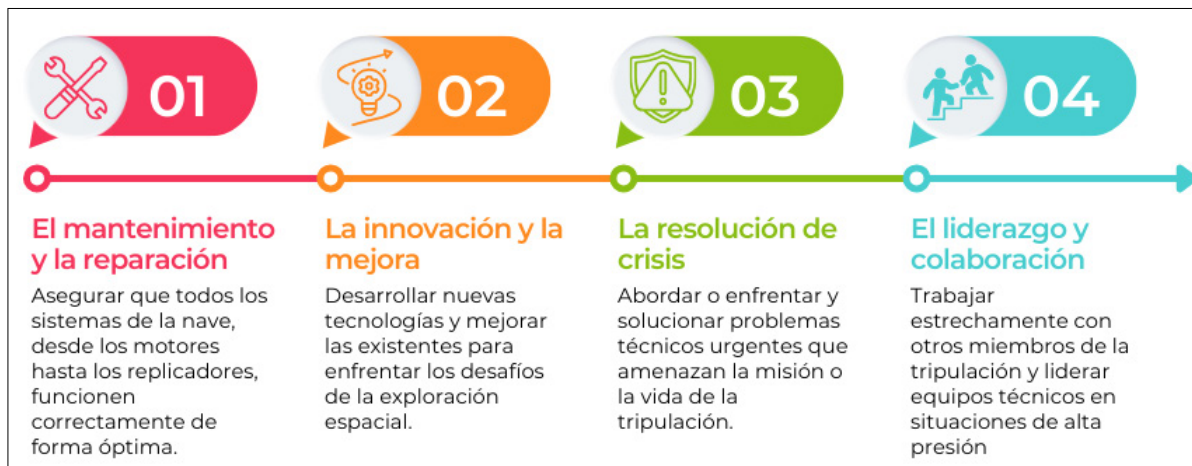 01
El mantenimiento
y la reparación
Asegurar que todos los
sistemas de la nave,
desde los motores
hasta los replicadores,
funcionen
correctamente de
forma óptima.
02
La innovación y la
mejora
Desarrollar nuevas
tecnologías y mejorar
las existentes para
enfrentar los desafíos
de la exploración
espacial.
03
La resolución de
crisis
Abordar o enfrentar y
solucionar problemas
técnicos urgentes que
amenazan la misión o
la vida de la
tripulación.
04
El liderazgo y
colaboración
Trabajar
estrechamente con
otros miembros de la
tripulación y liderar
equipos técnicos en
situaciones de alta
presión